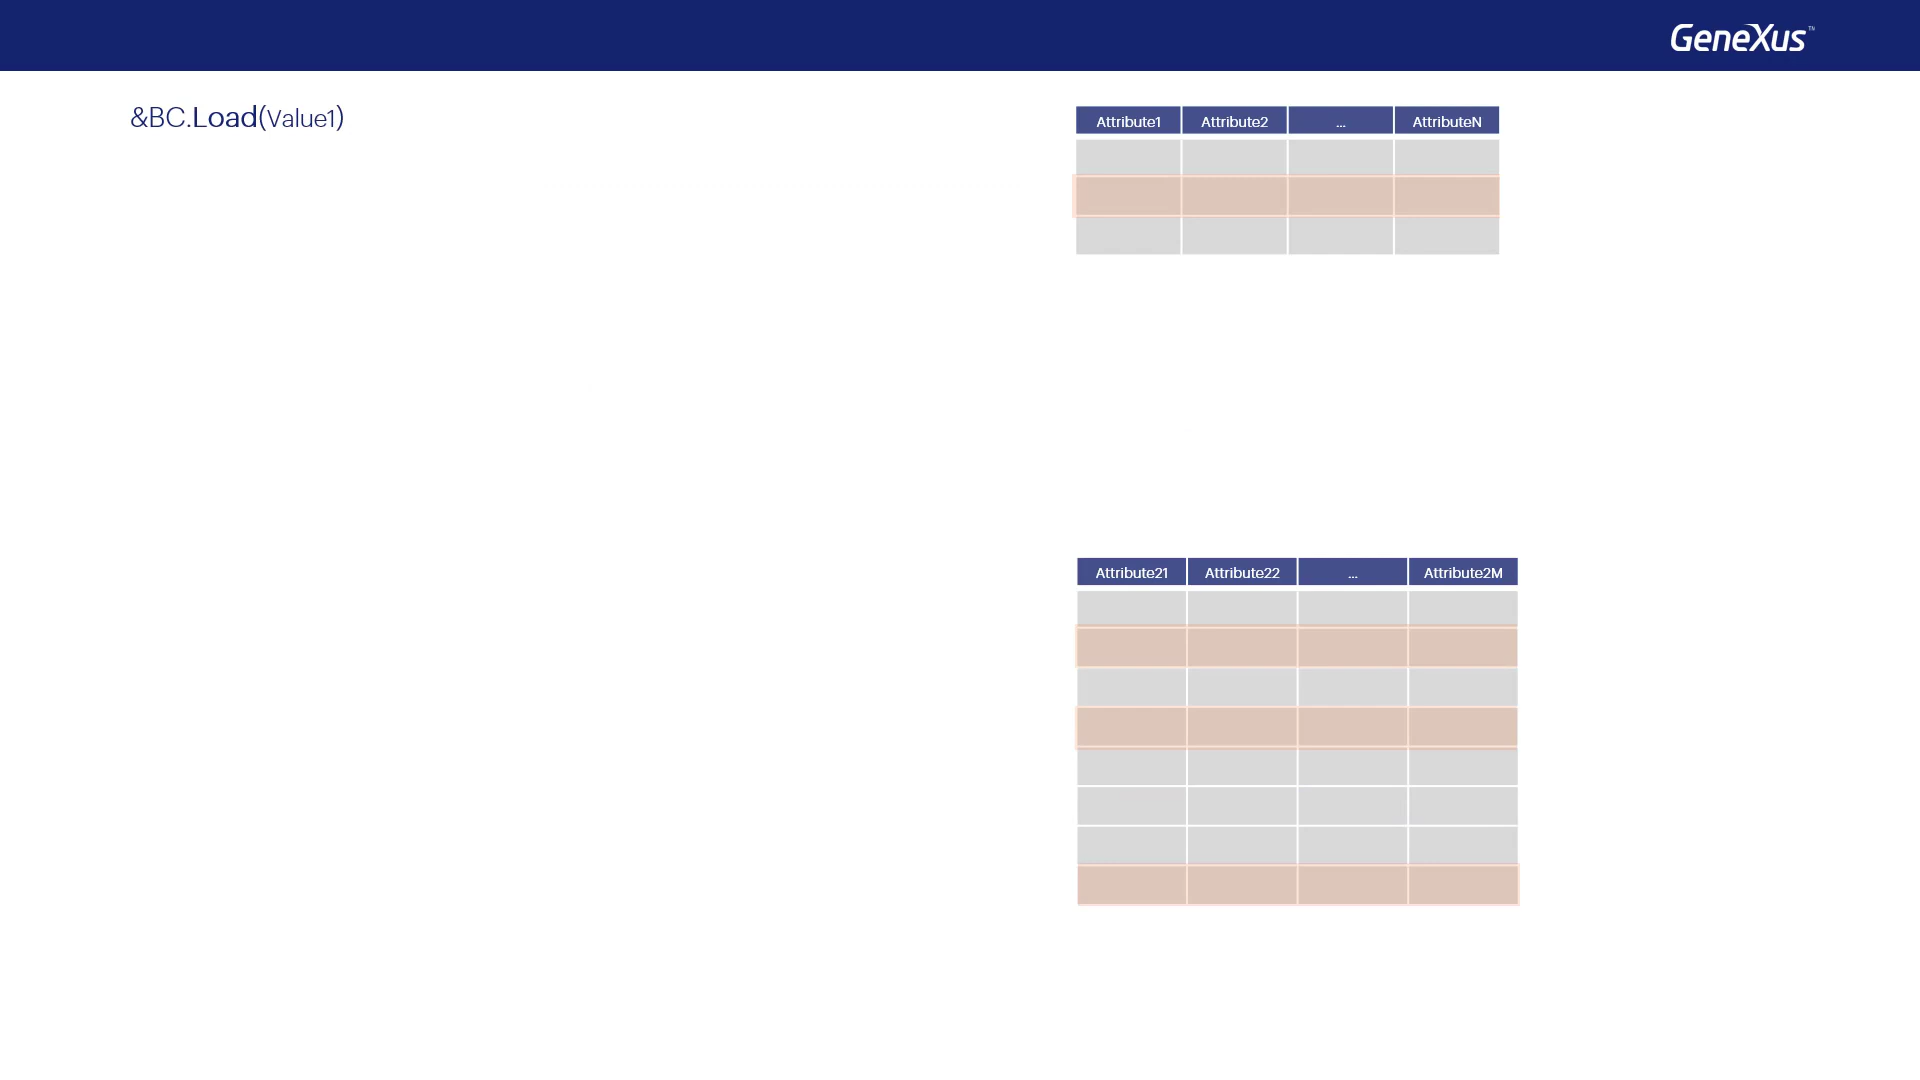 GeneXus™
&BC.Load(Value1)
Attribute1 Attribute2 ... AttributeN
Attribute21 Attribute22 ... Attribute2M